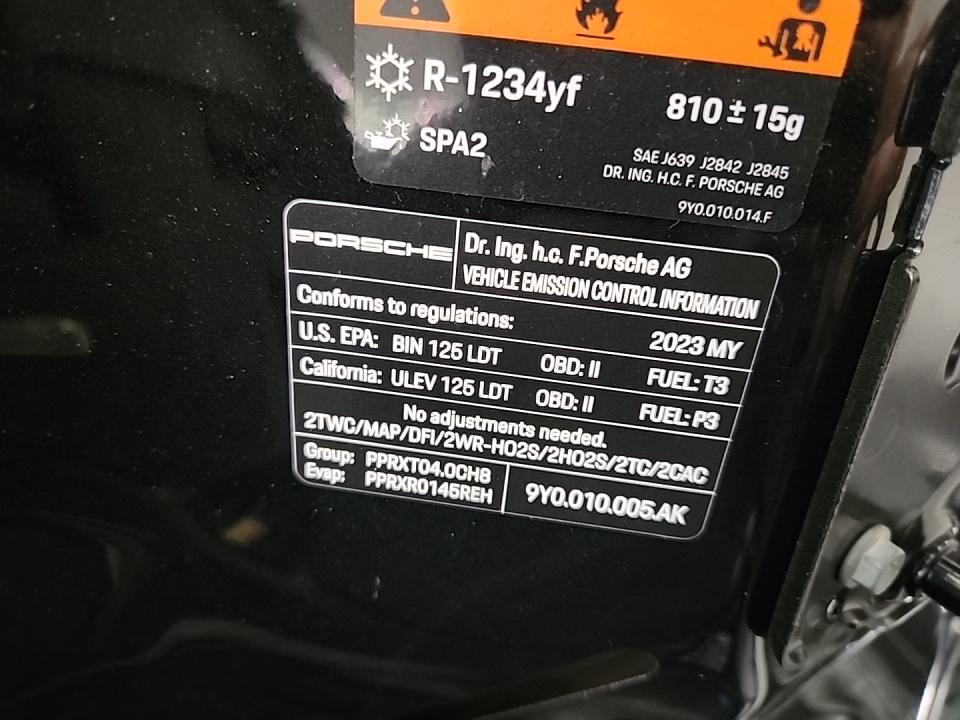 R-1234yf
810 ± 15g
SPA2
SAE J639 J2842 J2845
DR. ING. H.C. F. PORSCHE AG
9Y0.010.014.F
PORSCHE
Dr. Ing. h.c. F.Porsche AG
VEHICLE EMISSION CONTROL INFORMATION
Conforms to regulations: 2023 MY
U.S. EPA: BIN 125 LDT OBD: II FUEL: T3
California: ULEV 125 LDT OBD: II FUEL: P3
No adjustments needed.
2TWC/MAP/DFI/2WR-HO2S/2HO2S/2TC/2CAC
Group: PPRXT04.0CH8
Evap: PPRXR0145REH
9Y0.010.005.AK